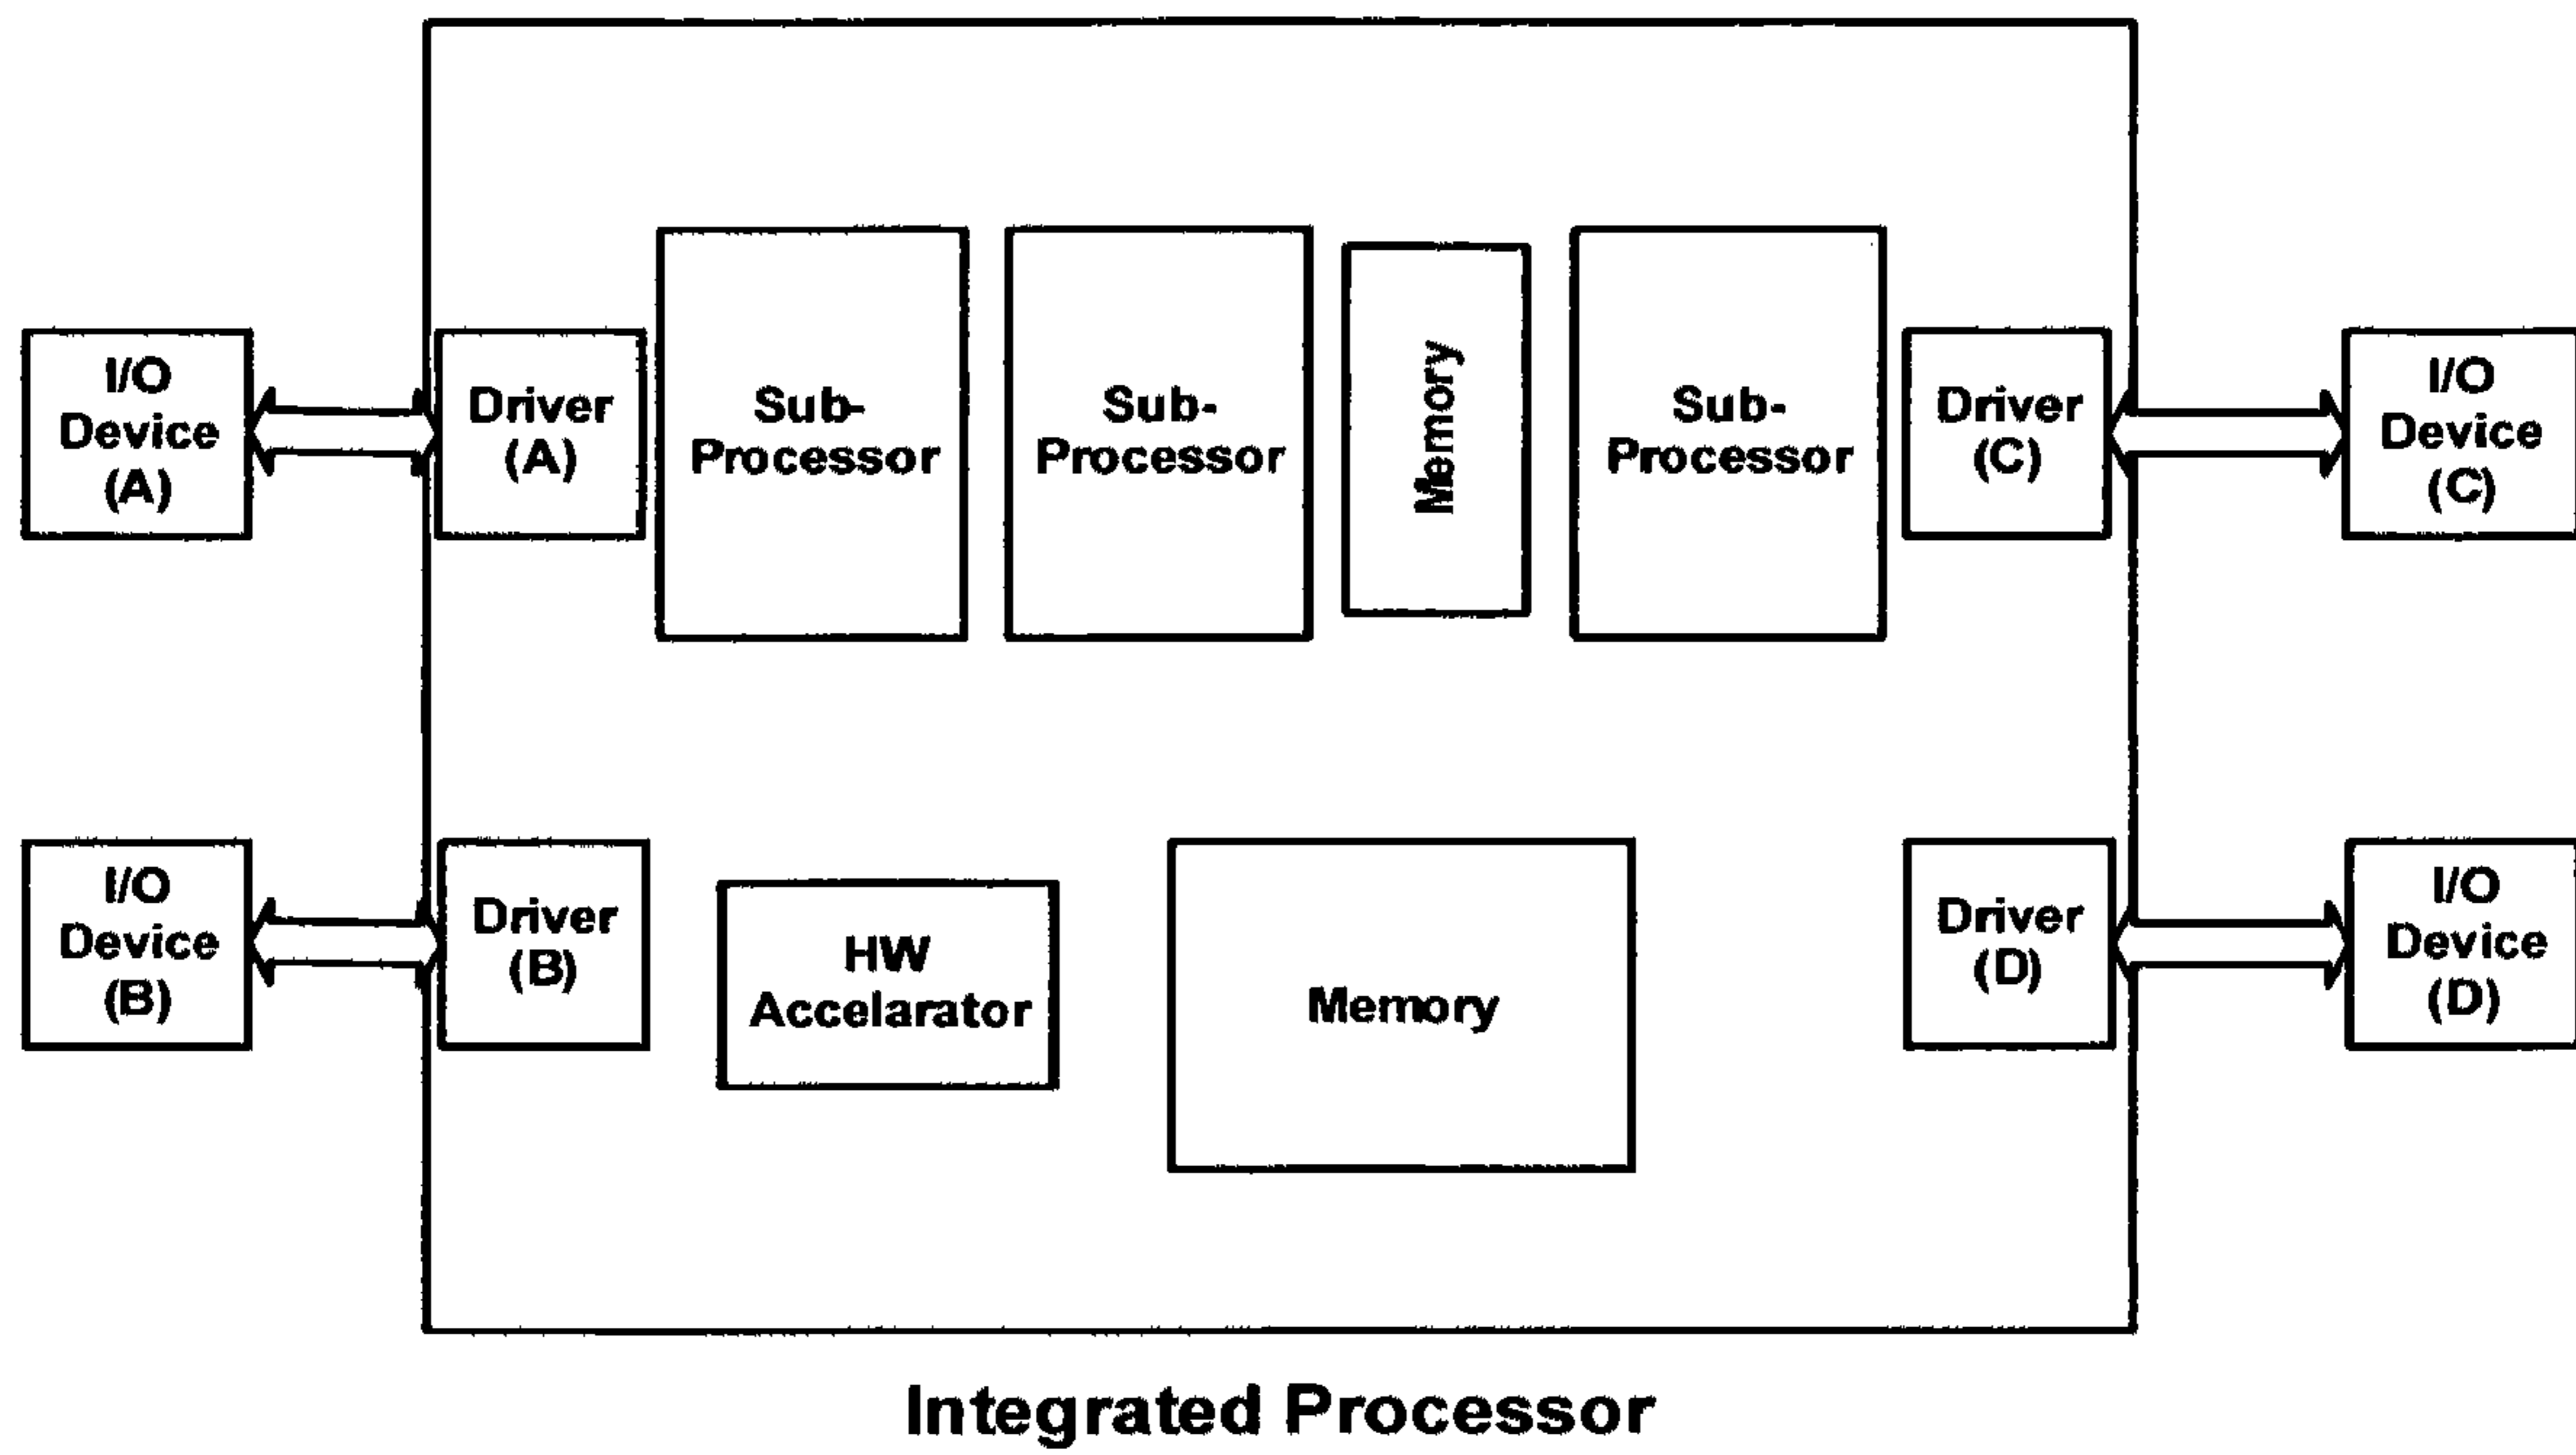 I/O
Device
(A)
Driver
(A)
Sub-
Processor
Sub-
Processor
Memory
Sub-
Processor
Driver
(C)
I/O
Device
(C)
I/O
Device
(B)
Driver
(B)
HW
Accelarator
Memory
Driver
(D)
I/O
Device
(D)
Integrated Processor